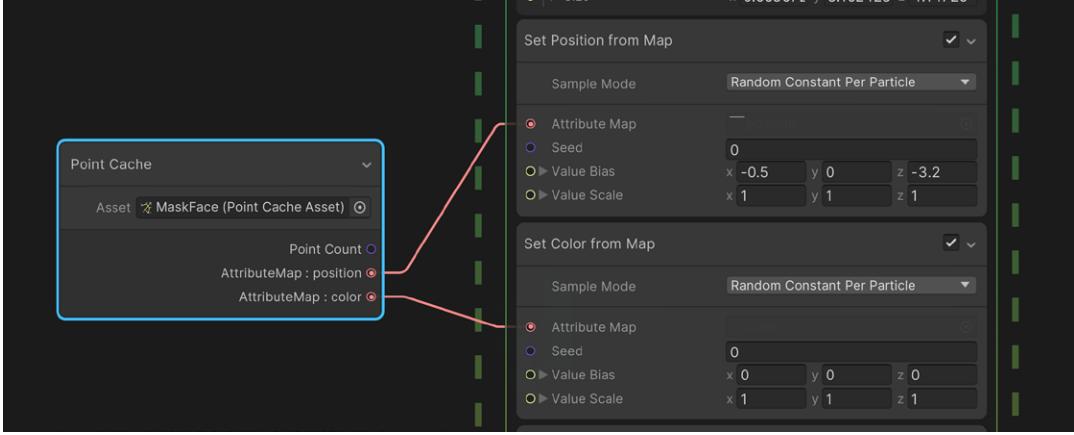 Set Position from Map
Sample Mode Random Constant Per Particle
Attribute Map
Seed 0
Value Bias x -0.5 y 0 z -3.2
Value Scale x 1 y 1 z 1
Point Cache
Asset MaskFace (Point Cache Asset)
Point Count
AttributeMap : position
AttributeMap : color
Set Color from Map
Sample Mode Random Constant Per Particle
Attribute Map
Seed 0
Value Bias x 0 y 0 z 0
Value Scale x 1 y 1 z 1